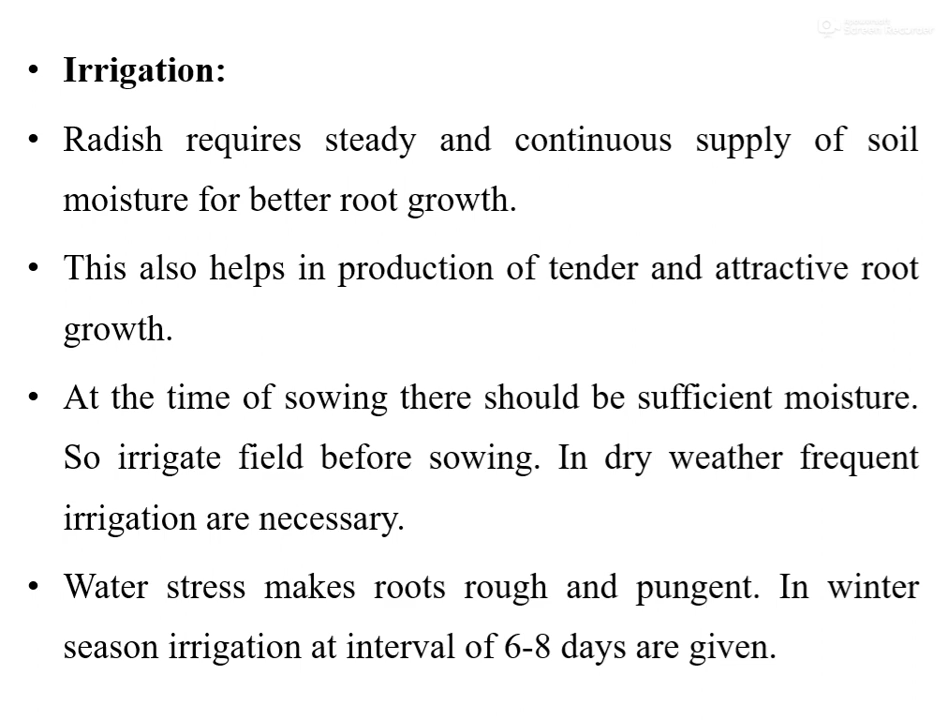 Screen Recorder
• Irrigation:
• Radish requires steady and continuous supply of soil
moisture for better root growth.
• This also helps in production of tender and attractive root
growth.
• At the time of sowing there should be sufficient moisture.
So irrigate field before sowing. In dry weather frequent
irrigation are necessary.
• Water stress makes roots rough and pungent. In winter
season irrigation at interval of 6-8 days are given.